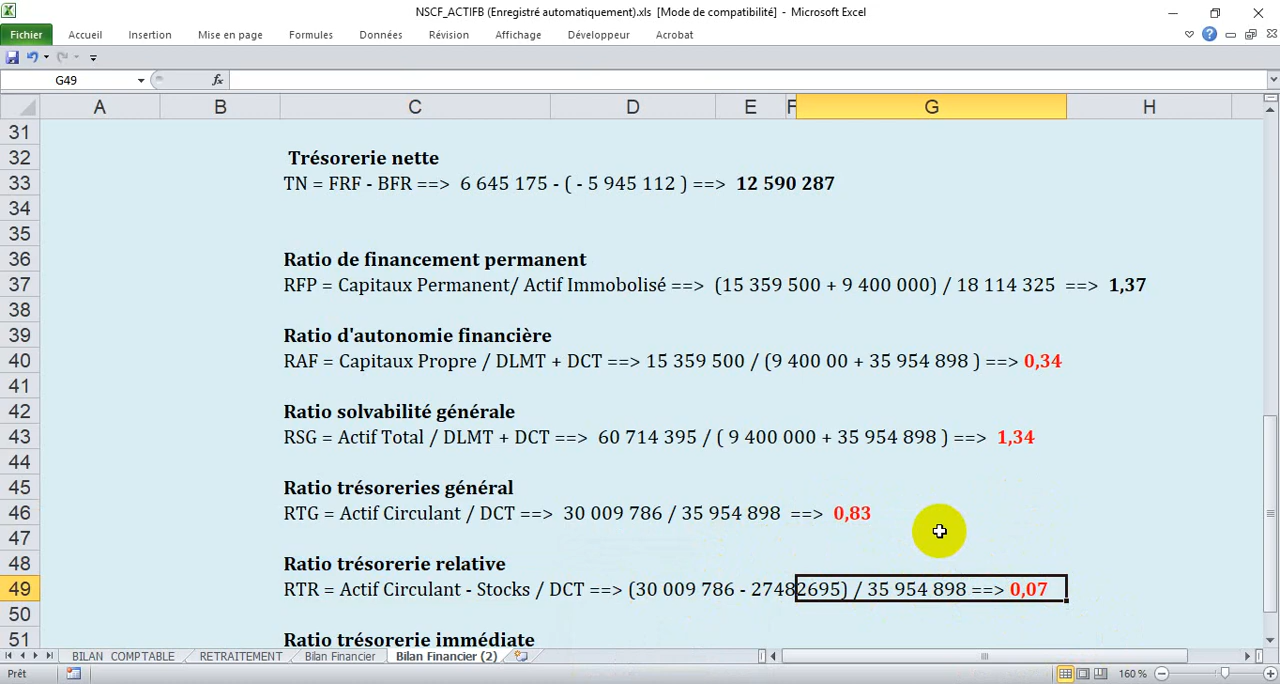 NSCF_ACTIFB (Enregistré automatiquement).xls [Mode de compatibilité] - Microsoft Excel
Fichier Accueil Insertion Mise en page Formules Données Révision Affichage Développeur Acrobat
G49 fx
A B C D E F G H
31
32 Trésorerie nette
33 TN = FRF - BFR ==> 6 645 175 - ( - 5 945 112 ) ==> 12 590 287
34
35
36 Ratio de financement permanent
37 RFP = Capitaux Permanent/ Actif Immobolisé ==> (15 359 500 + 9 400 000) / 18 114 325 ==> 1,37
38
39 Ratio d'autonomie financière
40 RAF = Capitaux Propre / DLMT + DCT ==> 15 359 500 / (9 400 00 + 35 954 898 ) ==> 0,34
41
42 Ratio solvabilité générale
43 RSG = Actif Total / DLMT + DCT ==> 60 714 395 / ( 9 400 000 + 35 954 898 ) ==> 1,34
44
45 Ratio trésoreries général
46 RTG = Actif Circulant / DCT ==> 30 009 786 / 35 954 898 ==> 0,83
47
48 Ratio trésorerie relative
49 RTR = Actif Circulant - Stocks / DCT ==> (30 009 786 - 27482695) / 35 954 898 ==> 0,07
50
51 Ratio trésorerie immédiate
BILAN COMPTABLE RETRAITEMENT Bilan Financier Bilan Financier (2)
Prêt 160 %